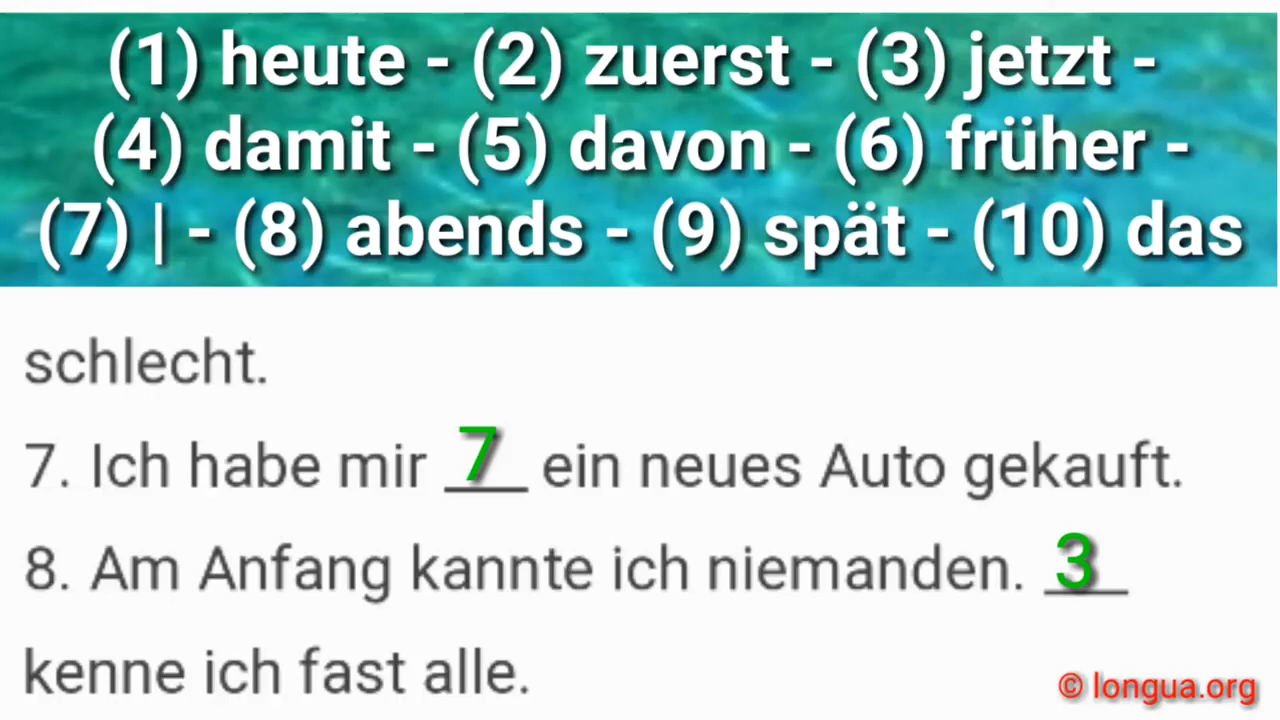 (1) heute - (2) zuerst - (3) jetzt -
(4) damit - (5) davon - (6) früher -
(7) | - (8) abends - (9) spät - (10) das
schlecht.
7. Ich habe mir 7 ein neues Auto gekauft.
8. Am Anfang kannte ich niemanden. 3
kenne ich fast alle.
© longua.org